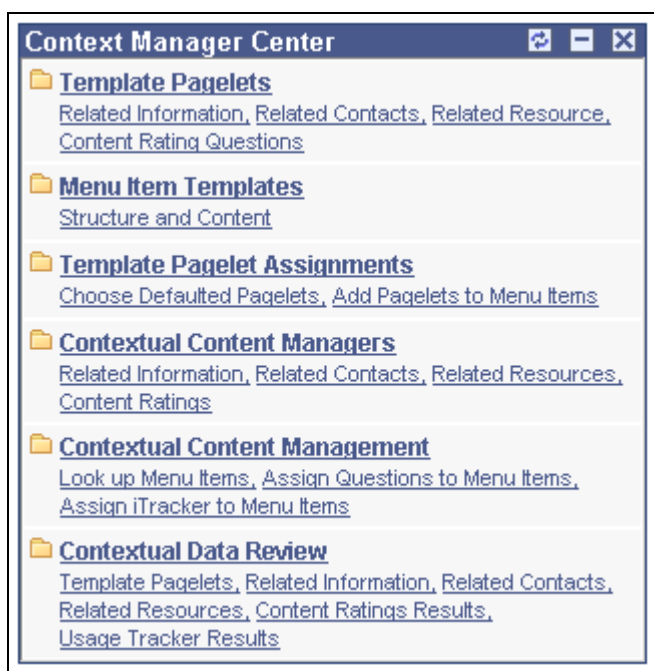 Context Manager Center
Template Pagelets
Related Information, Related Contacts, Related Resource,
Content Rating Questions
Menu Item Templates
Structure and Content
Template Pagelet Assignments
Choose Defaulted Pagelets, Add Pagelets to Menu Items
Contextual Content Managers
Related Information, Related Contacts, Related Resources,
Content Ratings
Contextual Content Management
Look up Menu Items, Assign Questions to Menu Items,
Assign iTracker to Menu Items
Contextual Data Review
Template Pagelets, Related Information, Related Contacts,
Related Resources, Content Ratings Results,
Usage Tracker Results